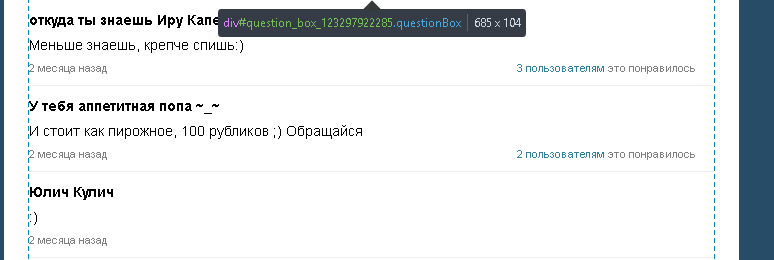 откуда ты знаешь Иру
div#question_box_123297922285.questionBox 685 x 104
Меньше знаешь, крепче спишь:)
2 месяца назад 3 пользователям это понравилось
У тебя аппетитная попа ~_~
И стоит как пирожное, 100 рубликов ;) Обращайся
2 месяца назад 2 пользователям это понравилось
Юлич Кулич
:)
2 месяца назад